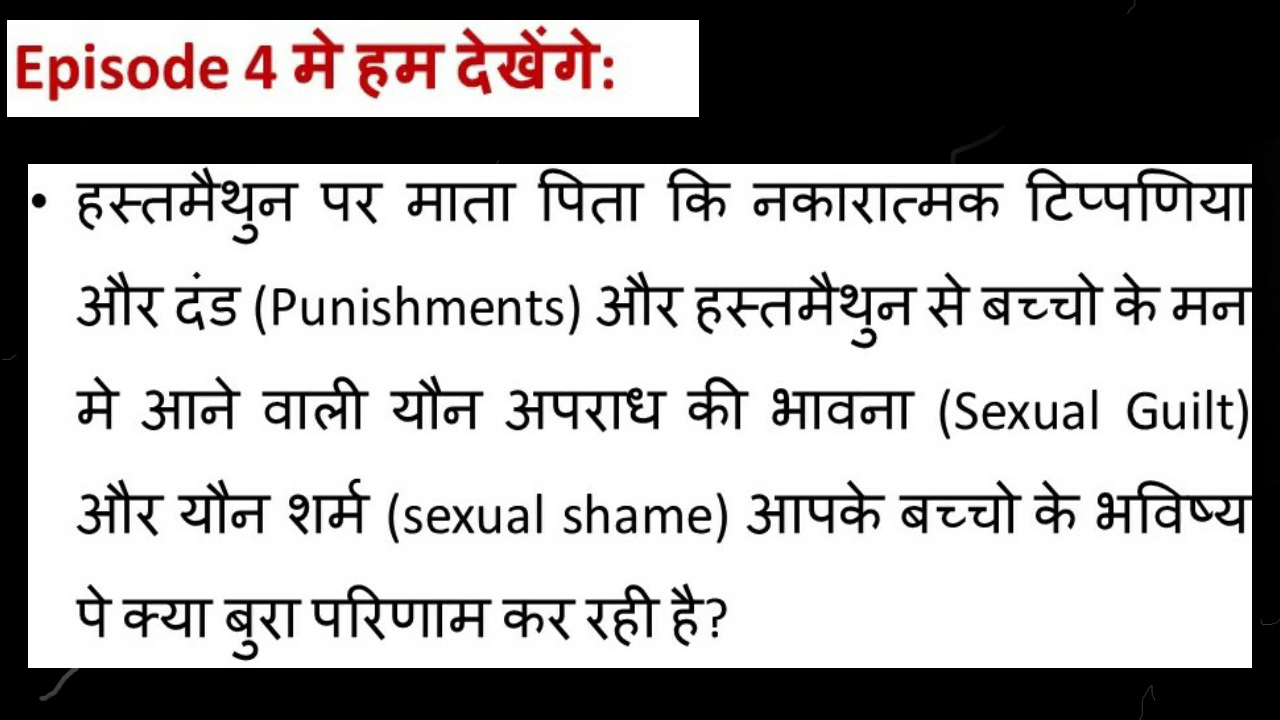 Episode 4 मे हम देखेंगे:
• हस्तमैथुन पर माता पिता कि नकारात्मक टिप्पणिया
और दंड (Punishments) और हस्तमैथुन से बच्चो के मन
मे आने वाली यौन अपराध की भावना (Sexual Guilt)
और यौन शर्म (sexual shame) आपके बच्चो के भविष्य
पे क्या बुरा परिणाम कर रही है?